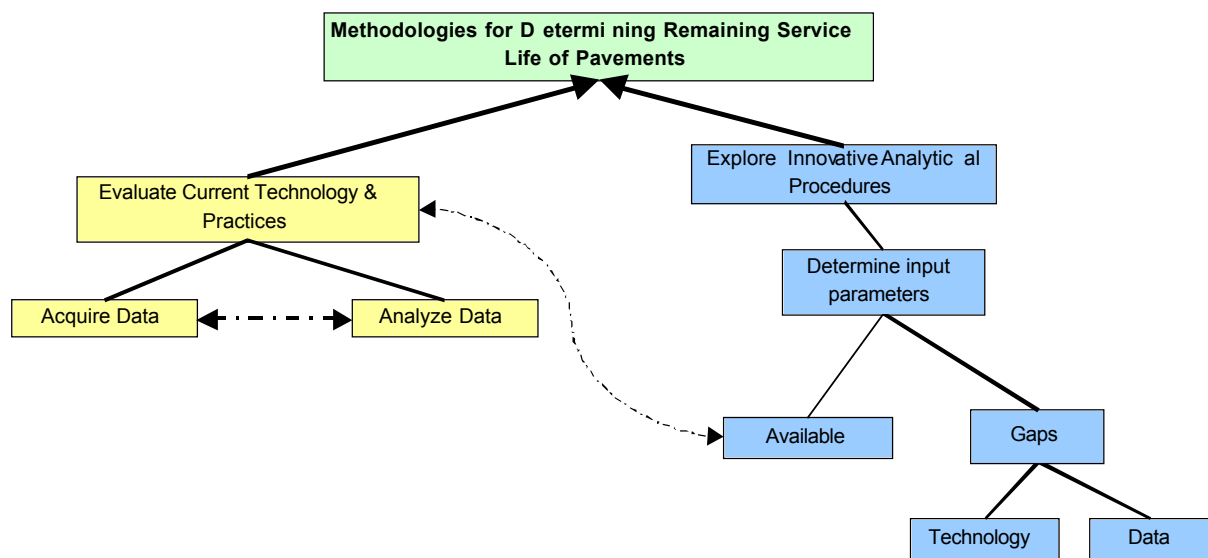 Methodologies for D etermi ning Remaining Service
Life of Pavements
Explore Innovative Analytic al
Procedures
Evaluate Current Technology &
Practices
Determine input
parameters
Acquire Data
Analyze Data
Available
Gaps
Technology
Data